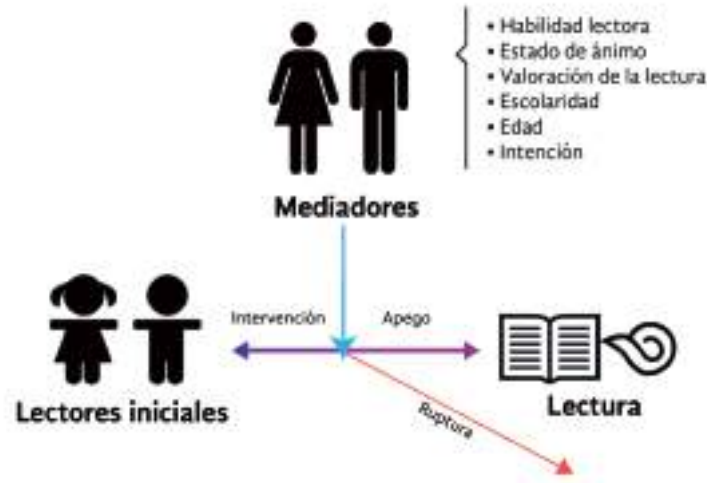 • Habilidad lectora
• Estado de ánimo
• Valoración de la lectura
• Escolaridad
• Edad
• Intención
Mediadores
Intervención
Apego
Lectores iniciales
Lectura
Ruptura